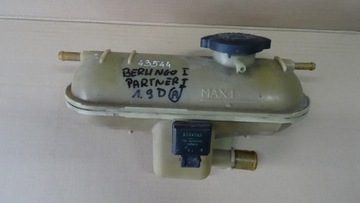 43544
BERLINGO I
PARTNER I
1.9D A
MAX